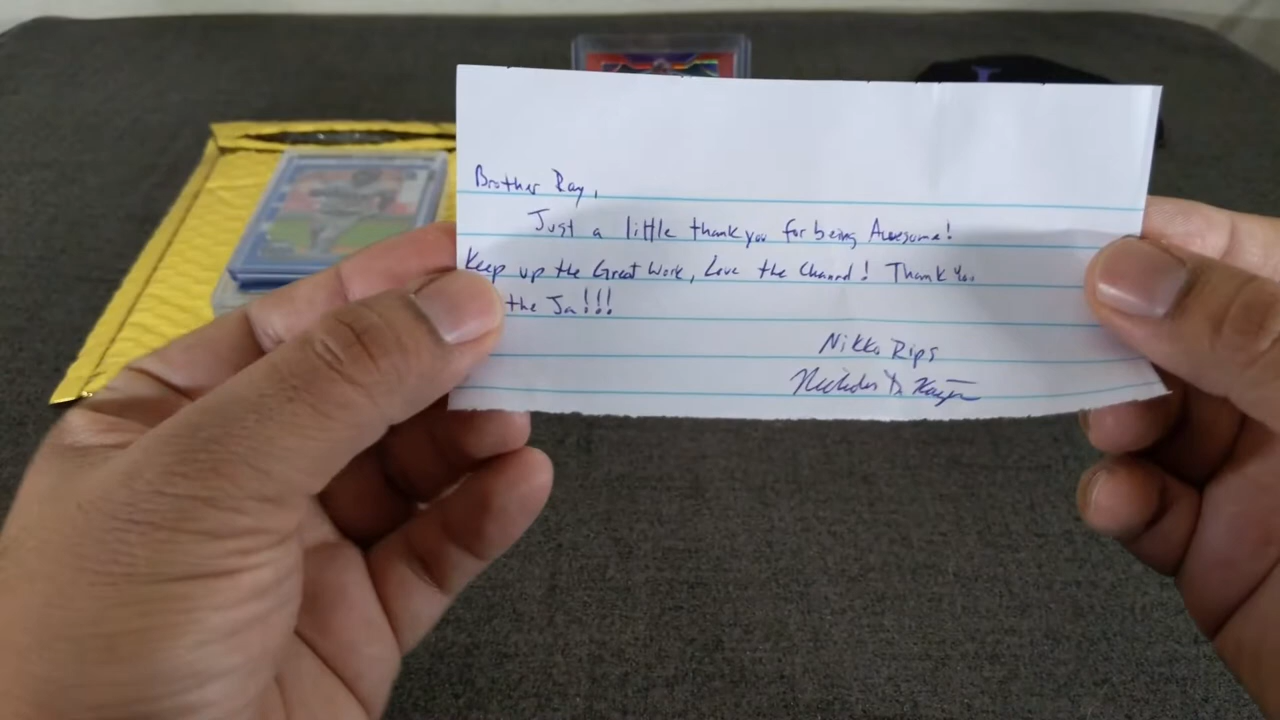 Brother Ray,
Just a little thank you for being Awesome!
Keep up the Great Work, Love the Channel! Thank You
the Ja!!!
Nikko Rips